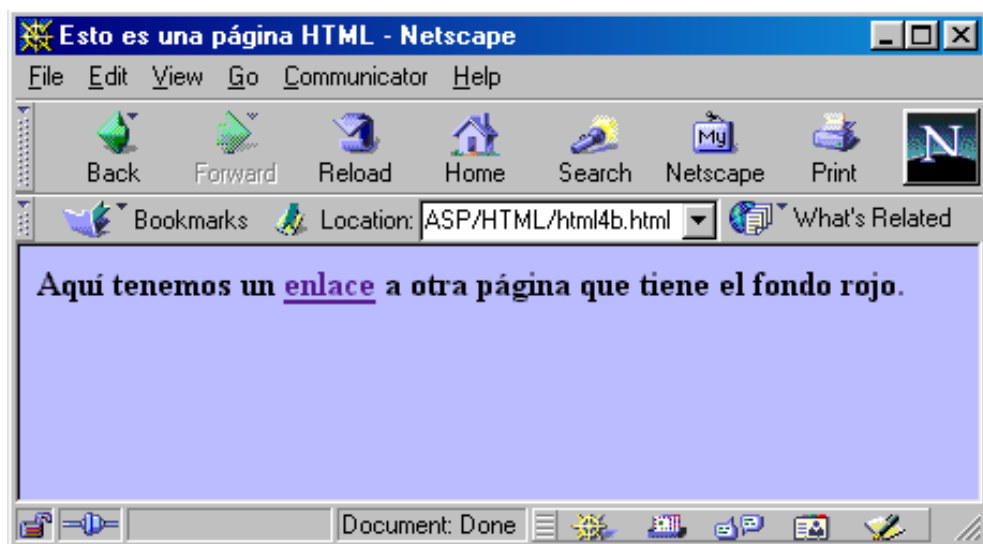 Esto es una página HTML - Netscape
File Edit View Go Communicator Help
Back Forward Reload Home Search My Netscape Print N
Bookmarks Location: ASP/HTML/html4b.html What's Related
Aquí tenemos un enlace a otra página que tiene el fondo rojo.
Document: Done